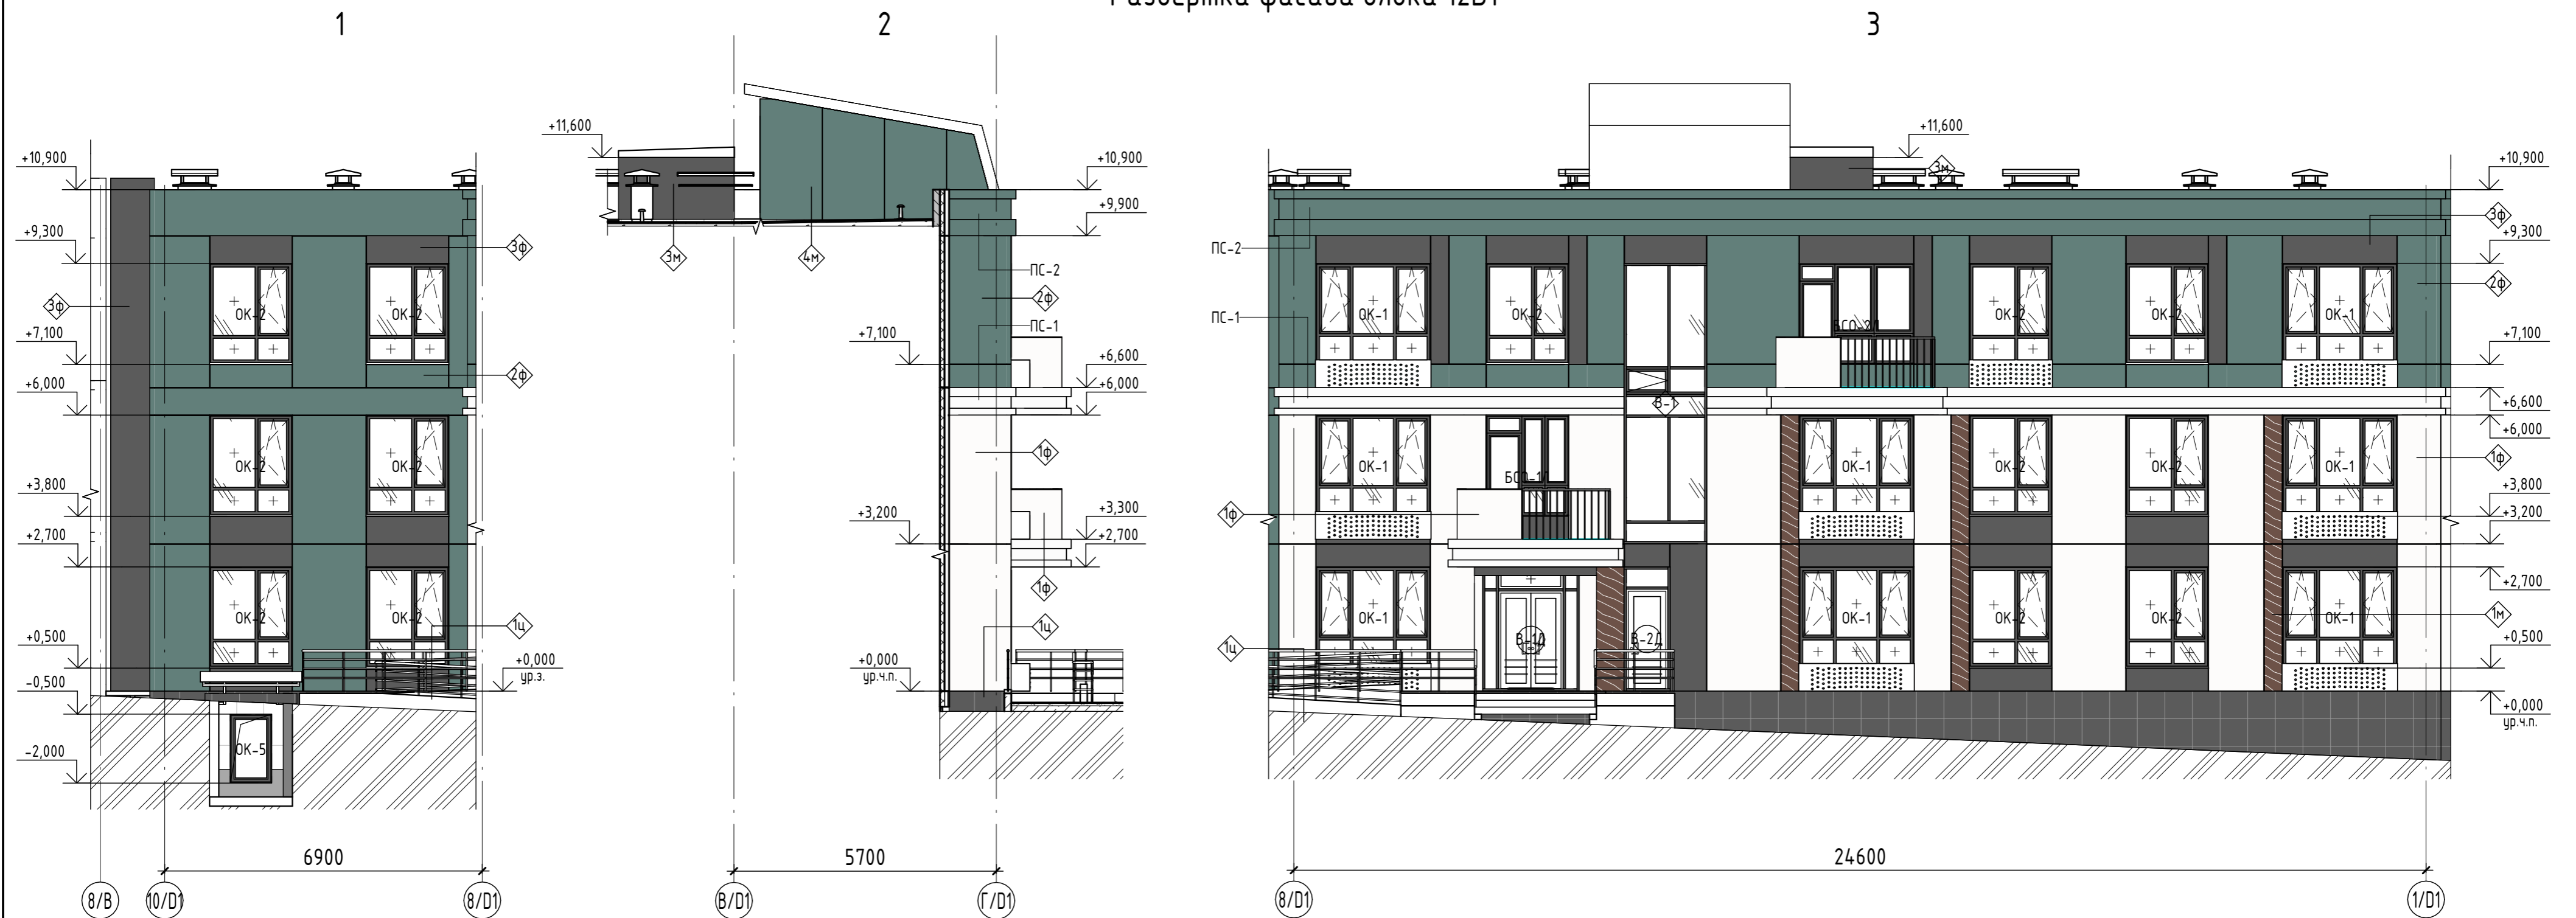 1
2
3
+10,900
+9,300
+7,100
+6,000
+3,800
+2,700
+0,500
-0,500
-2,000
3ф
3ф
2ф
1ц
+0,000
ур.з.
ОК-2
ОК-2
ОК-2
ОК-2
ОК-2
ОК-2
ОК-5
6900
8/В
10/D1
8/D1
+11,600
3м
4м
+10,900
+9,900
ПС-2
2ф
ПС-1
+7,100
+6,600
+6,000
1ф
+3,200
+3,300
+2,700
1ф
1ц
+0,000
ур.ч.п.
5700
В/D1
Г/D1
+11,600
3м
ПС-2
ПС-1
1ф
1ц
ОК-1
ОК-2
БСО-2Д
ОК-2
ОК-2
ОК-1
В-1
ОК-1
БСО-1Д
ОК-1
ОК-2
ОК-2
ОК-1
ОК-1
В-1Д
В-2Д
ОК-1
ОК-2
ОК-2
ОК-1
+10,900
3ф
+9,300
2ф
+7,100
+6,600
+6,000
1ф
+3,800
+3,200
+2,700
1м
+0,500
+0,000
ур.ч.п.
24600
8/D1
1/D1